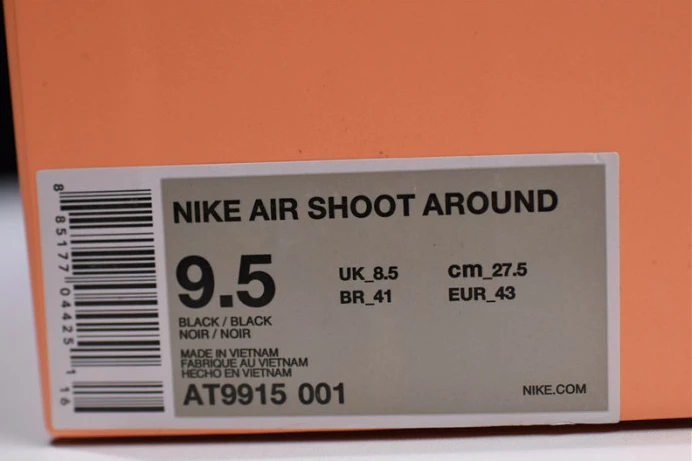 NIKE AIR SHOOT AROUND
9.5
UK_8.5 cm_27.5
BR_41 EUR_43
BLACK / BLACK
NOIR / NOIR
MADE IN VIETNAM
FABRIQUE AU VIETNAM
HECHO EN VIETNAM
AT9915 001
NIKE.COM
8 85177 04425 1 16